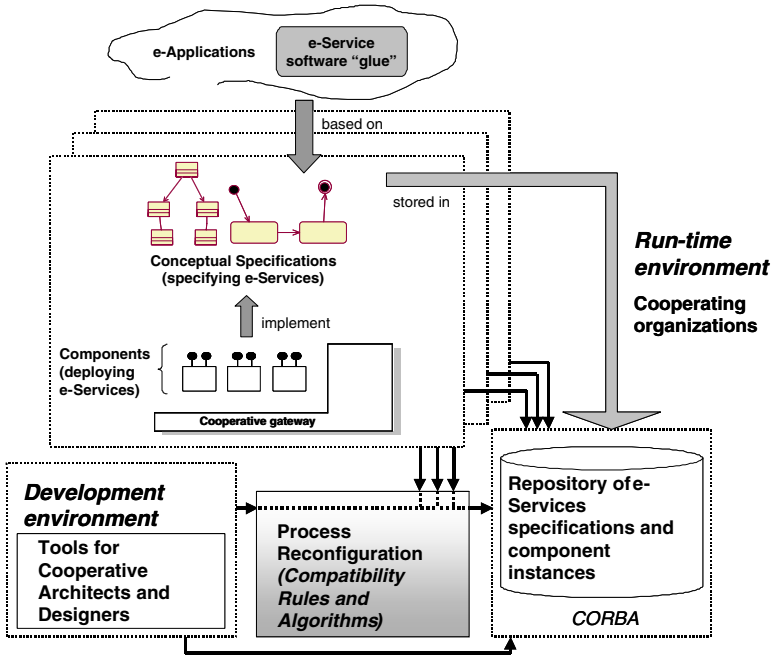 e-Applications
e-Service
software “glue”
based on
stored in
Conceptual Specifications
(specifying e-Services)
implement
Run-time
environment
Cooperating
organizations
Components
(deploying
e-Services)
Cooperative gateway
Development
environment
Tools for
Cooperative
Architects and
Designers
Process
Reconfiguration
(Compatibility
Rules and
Algorithms)
Repository of e-
Services
specifications and
component
instances
CORBA